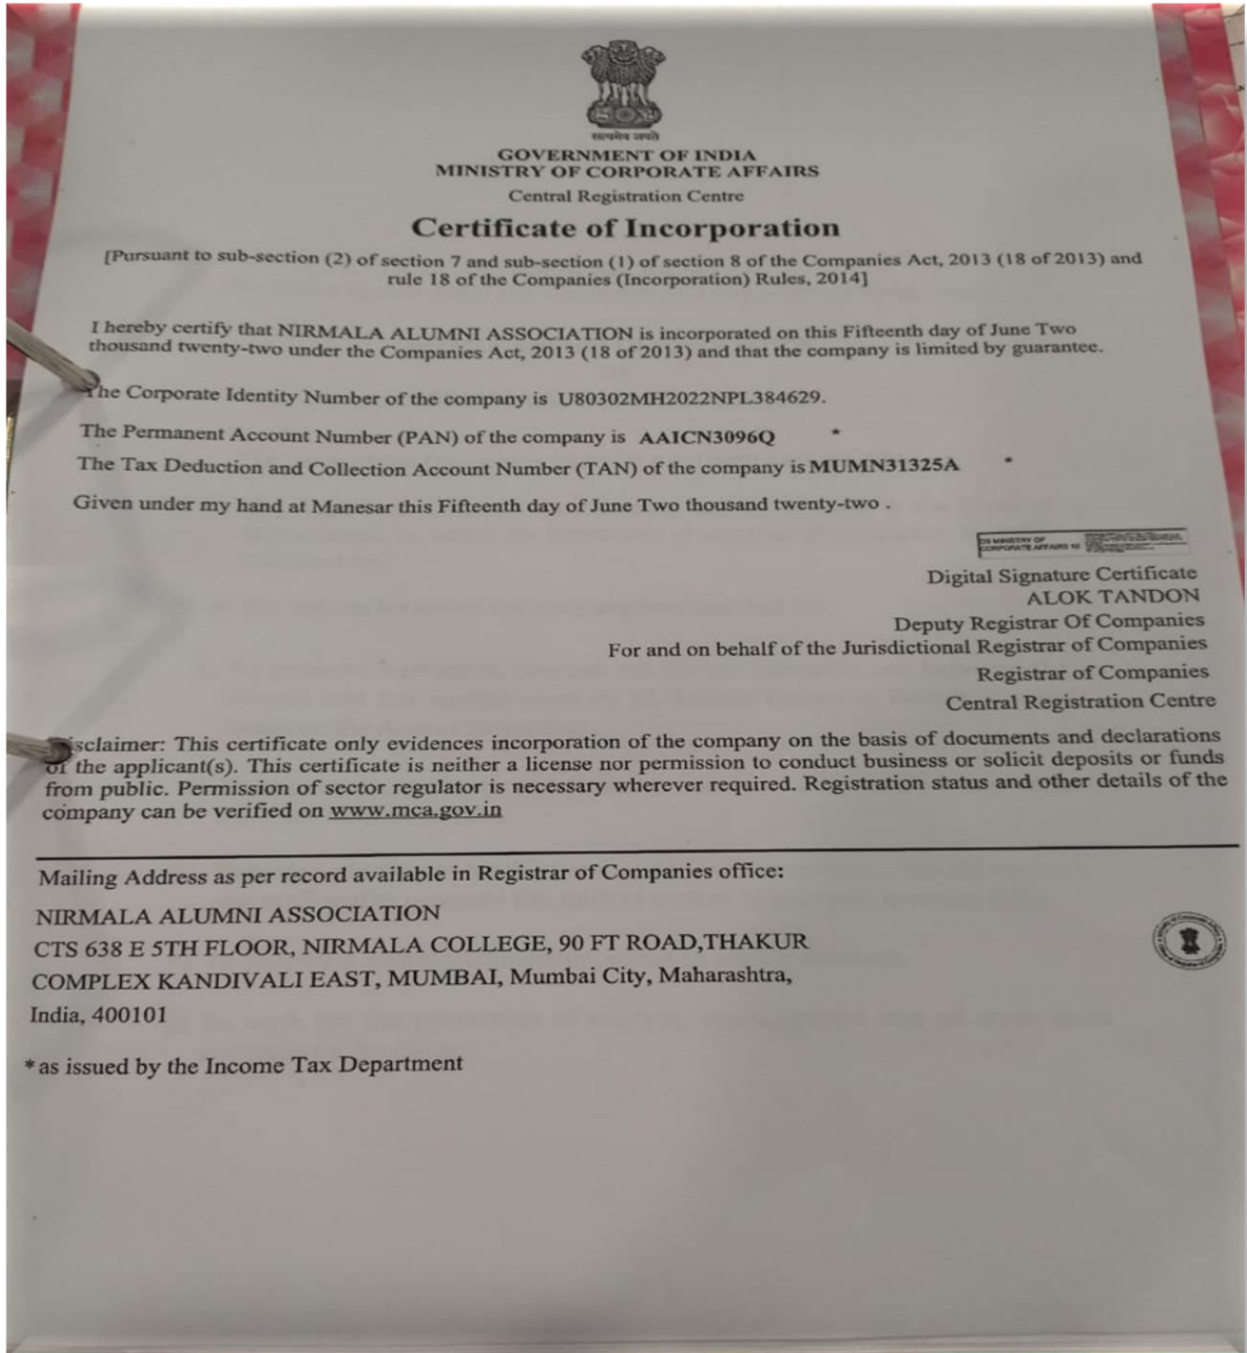 सत्यमेव जयते
GOVERNMENT OF INDIA
MINISTRY OF CORPORATE AFFAIRS
Central Registration Centre
Certificate of Incorporation
[Pursuant to sub-section (2) of section 7 and sub-section (1) of section 8 of the Companies Act, 2013 (18 of 2013) and
rule 18 of the Companies (Incorporation) Rules, 2014]
I hereby certify that NIRMALA ALUMNI ASSOCIATION is incorporated on this Fifteenth day of June Two
thousand twenty-two under the Companies Act, 2013 (18 of 2013) and that the company is limited by guarantee.
The Corporate Identity Number of the company is U80302MH2022NPL384629.
The Permanent Account Number (PAN) of the company is AAICN3096Q *
The Tax Deduction and Collection Account Number (TAN) of the company is MUMN31325A *
Given under my hand at Manesar this Fifteenth day of June Two thousand twenty-two .
DS MINISTRY OF
CORPORATE AFFAIRS 10
Digital Signature Certificate
ALOK TANDON
Deputy Registrar Of Companies
For and on behalf of the Jurisdictional Registrar of Companies
Registrar of Companies
Central Registration Centre
isclaimer: This certificate only evidences incorporation of the company on the basis of documents and declarations
of the applicant(s). This certificate is neither a license nor permission to conduct business or solicit deposits or funds
from public. Permission of sector regulator is necessary wherever required. Registration status and other details of the
company can be verified on www.mca.gov.in
Mailing Address as per record available in Registrar of Companies office:
NIRMALA ALUMNI ASSOCIATION
CTS 638 E 5TH FLOOR, NIRMALA COLLEGE, 90 FT ROAD,THAKUR
COMPLEX KANDIVALI EAST, MUMBAI, Mumbai City, Maharashtra,
India, 400101
* as issued by the Income Tax Department